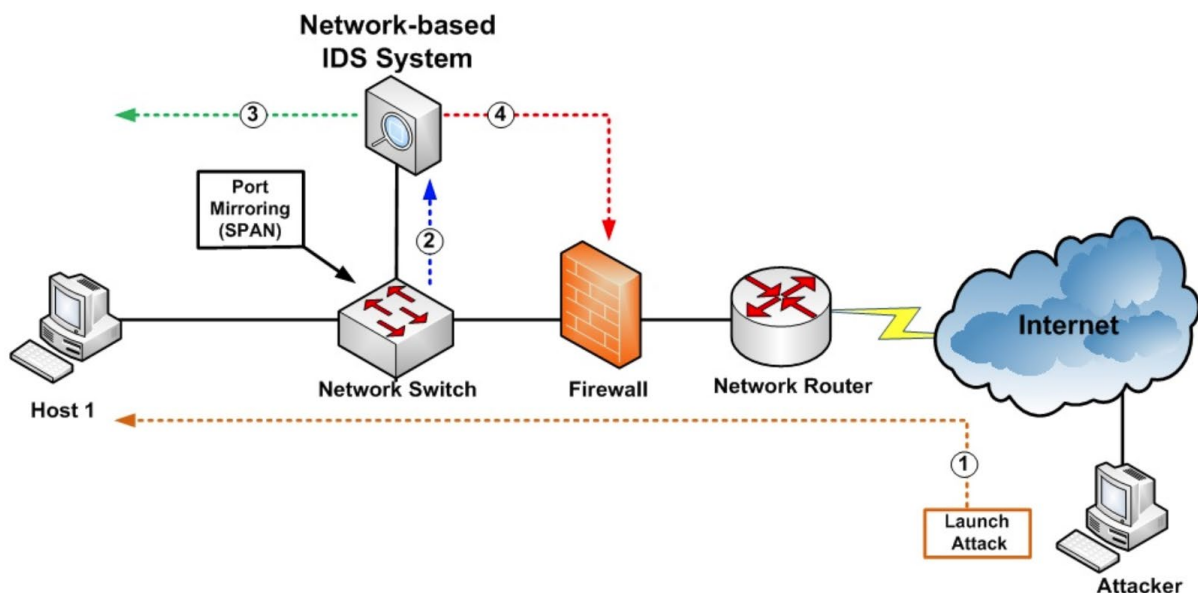 Network-based
IDS System
3
4
Port
Mirroring
(SPAN)
2
Internet
Network Switch
Firewall
Network Router
Host 1
1
Launch
Attack
Attacker